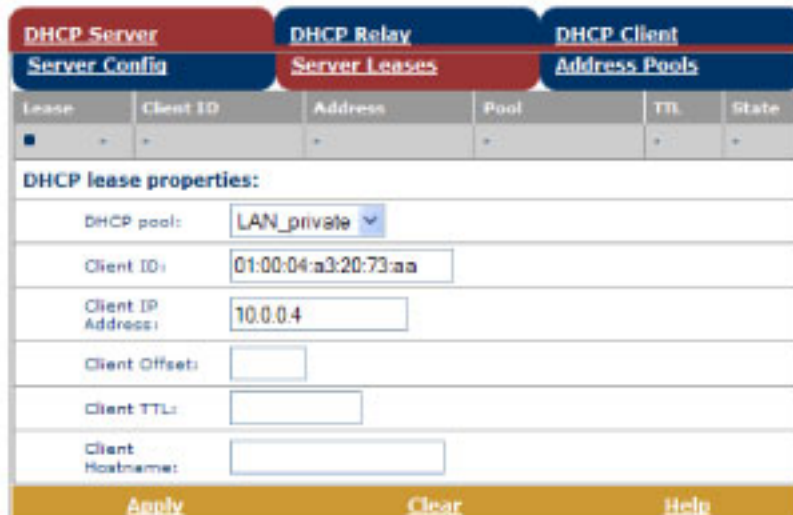 DHCP Server DHCP Relay DHCP Client
Server Config Server Leases Address Pools
Lease Client ID Address Pool TTL State
- - - - - -
DHCP lease properties:
DHCP pool: LAN_private
Client ID: 01:00:04:a3:20:73:aa
Client IP
Address: 10.0.0.4
Client Offset:
Client TTL:
Client
Hostname:
Apply Clear Help